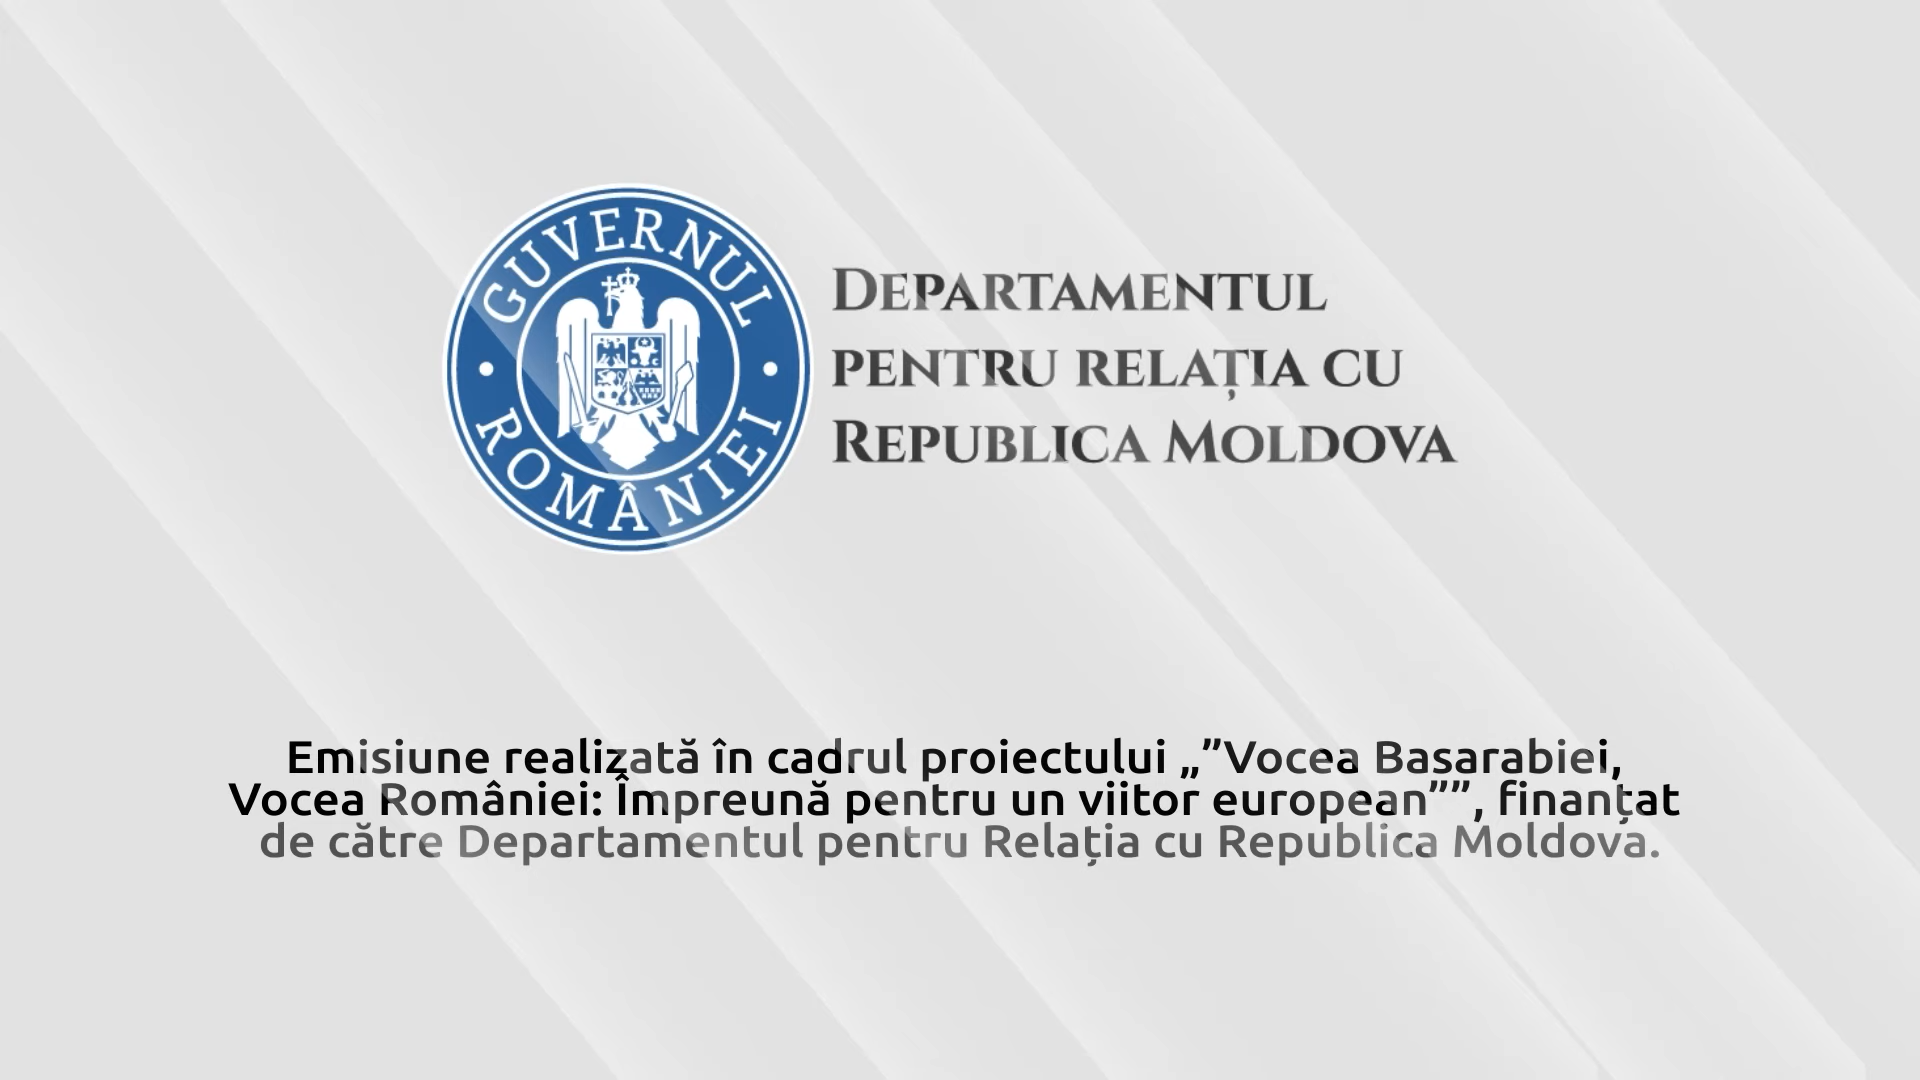 GUVERNUL ROMÂNIEI
DEPARTAMENTUL
PENTRU RELAȚIA CU
REPUBLICA MOLDOVA
Emisiune realizată în cadrul proiectului „”Vocea Basarabiei,
Vocea României: Împreună pentru un viitor european””, finanțat
de către Departamentul pentru Relația cu Republica Moldova.